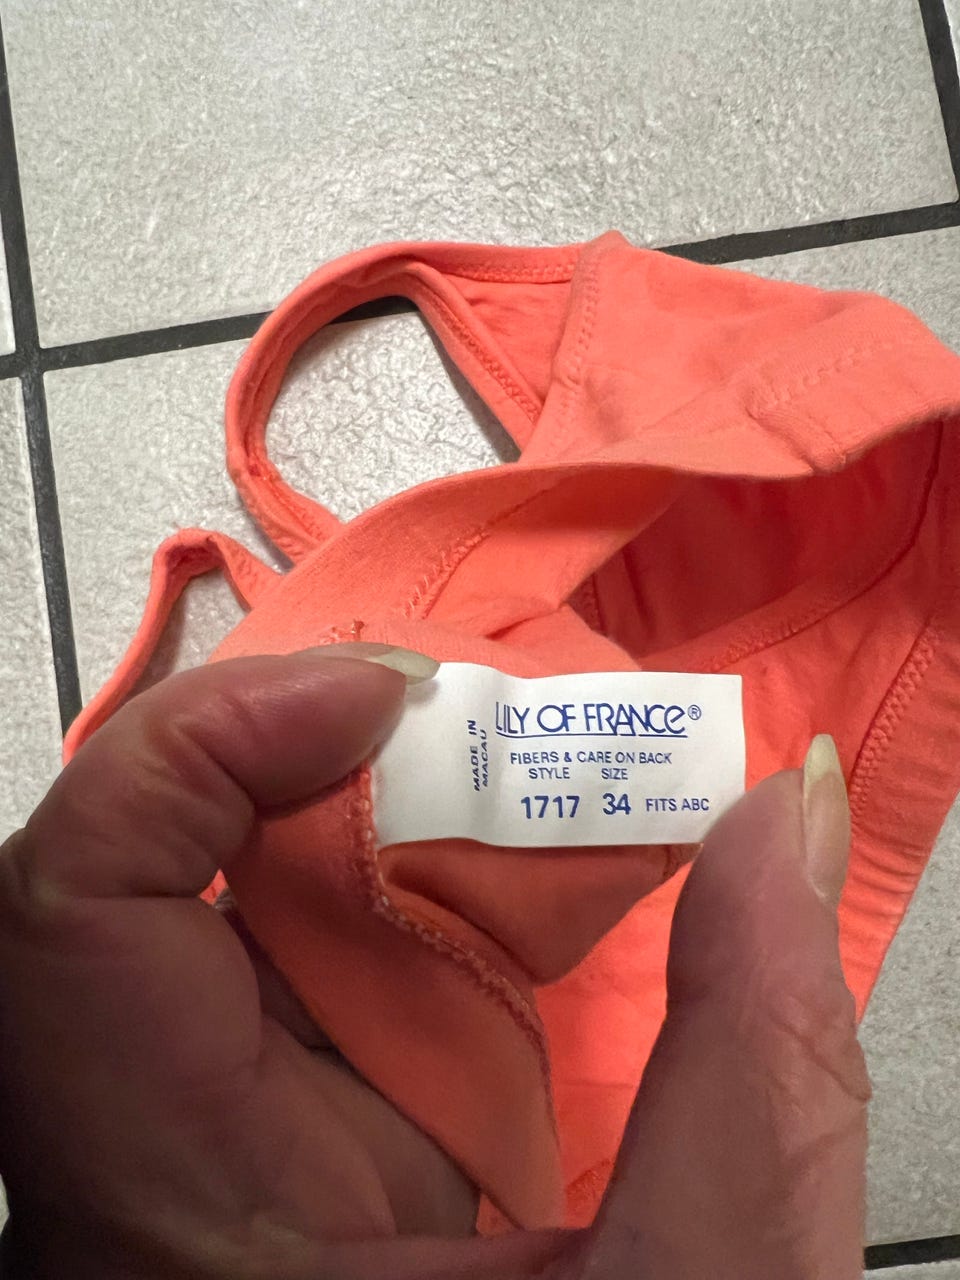 LILY OF FRANCE®
MADE IN
MACAU
FIBERS & CARE ON BACK
STYLE SIZE
1717 34 FITS ABC